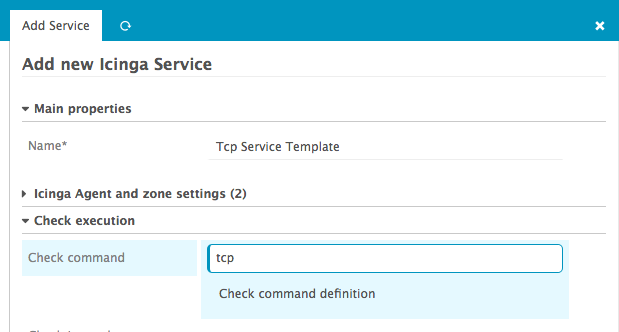 Add Service
Add new Icinga Service
Main properties
Name* Tcp Service Template
Icinga Agent and zone settings (2)
Check execution
Check command tcp
Check command definition